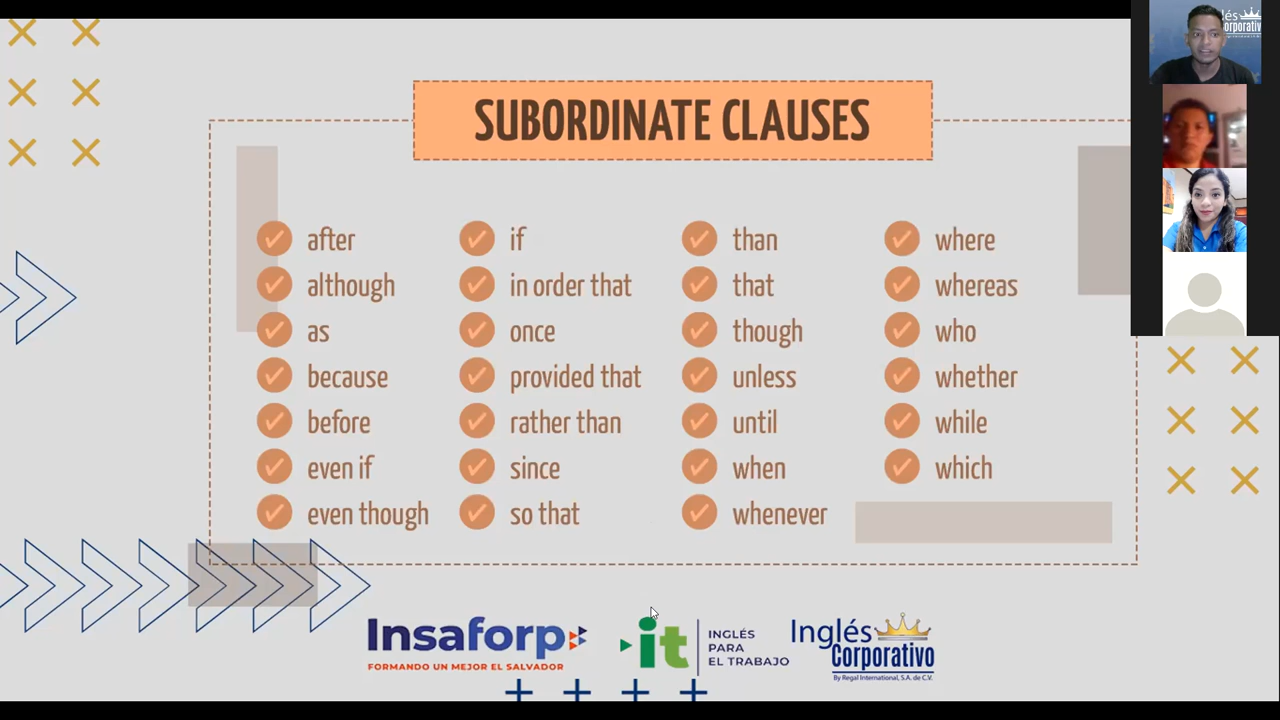 SUBORDINATE CLAUSES
after
although
as
because
before
even if
even though
if
in order that
once
provided that
rather than
since
so that
than
that
though
unless
until
when
whenever
where
whereas
who
whether
while
which
Insaforp
FORMANDO UN MEJOR EL SALVADOR
it
INGLÉS
PARA
EL TRABAJO
Inglés
Corporativo
By Regal International, S.A. de C.V.